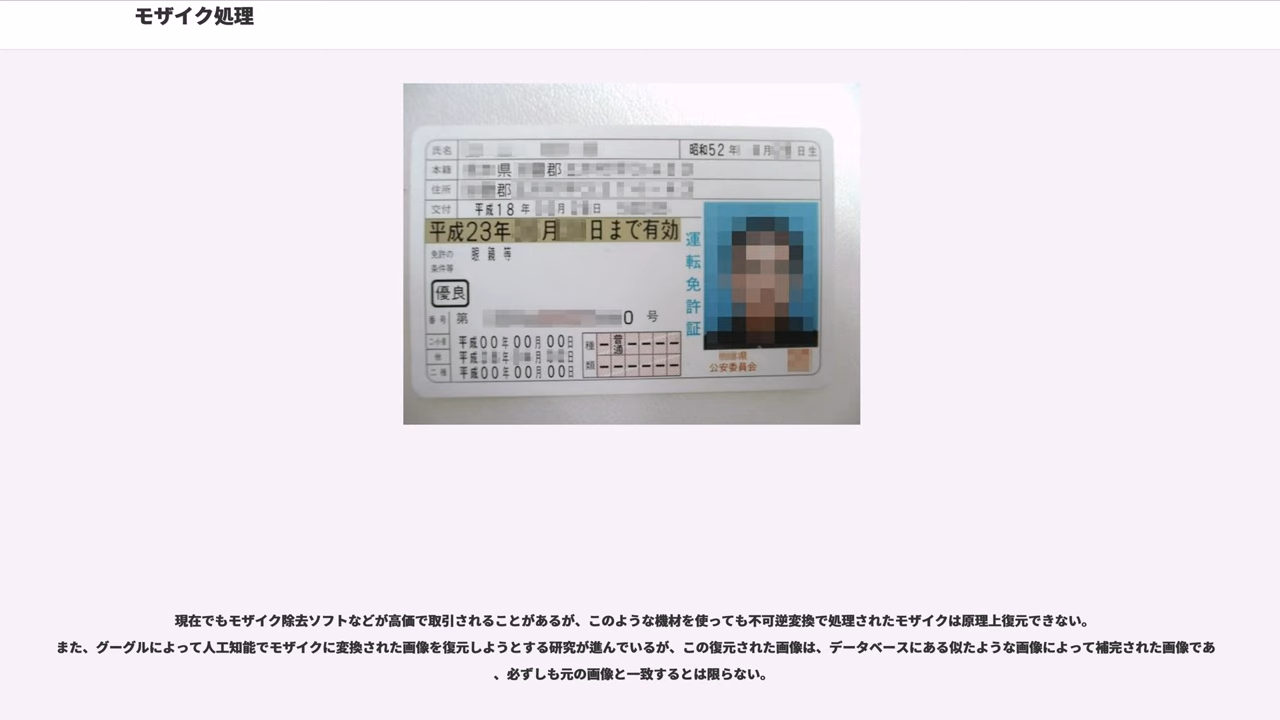 モザイク処理
氏名
昭和52年 月 日生
本籍 県 郡
住所 郡
交付 平成18年 月 日
平成23年 月 日まで有効
免許の
条件等
眼鏡等
優良
番号 第 0 号
二小原 平成00年00月00日
他 平成 年 月 日
二種 平成00年00月00日
種類
普通
運転免許証
公安委員会
現在でもモザイク除去ソフトなどが高価で取引されることがあるが、このような機材を使っても不可逆変換で処理されたモザイクは原理上復元できない。
また、グーグルによって人工知能でモザイクに変換された画像を復元しようとする研究が進んでいるが、この復元された画像は、データベースにある似たような画像によって補完された画像であ
、必ずしも元の画像と一致するとは限らない。